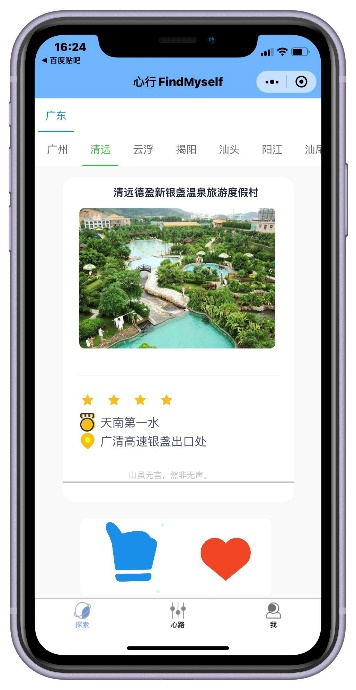 16:24
◀ 百度贴吧
心行 FindMyself
广东
广州 清远 云浮 揭阳 汕头 阳江 汕尾
清远德盈新银盏温泉旅游度假村
天南第一水
广清高速银盏出口处
山虽无言，然非无声。
探索 心路 我